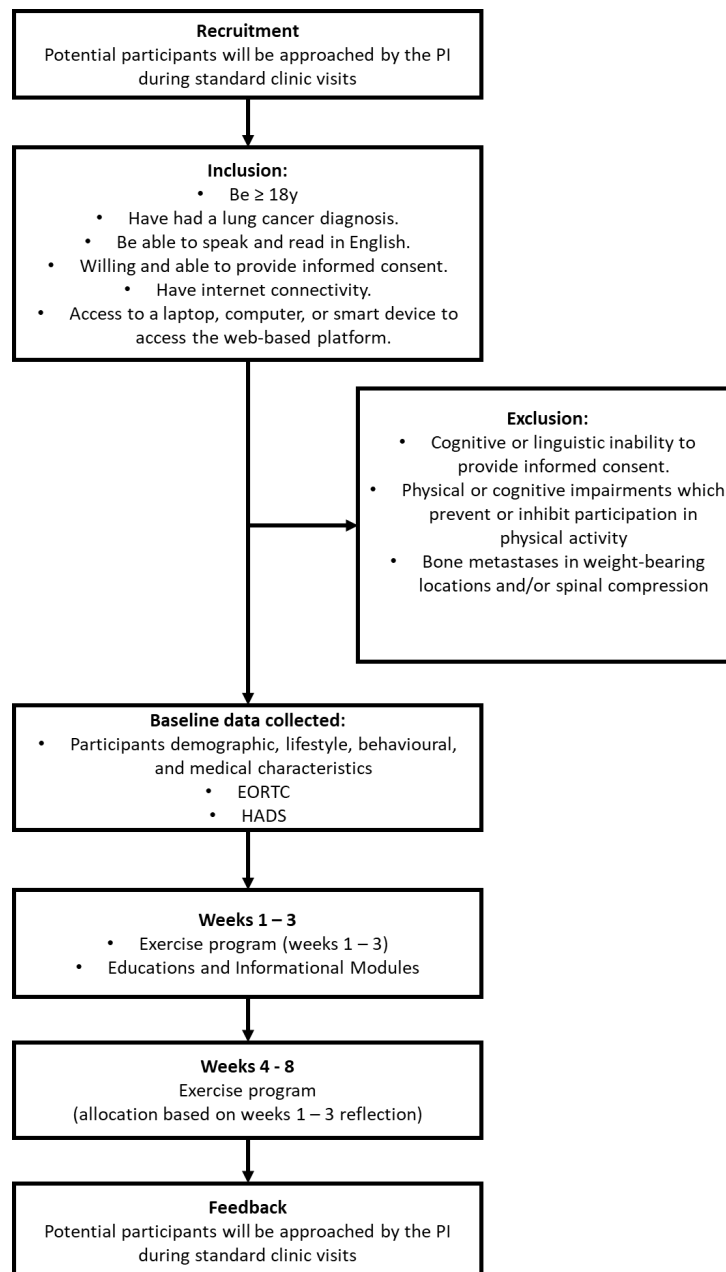 Recruitment
Potential participants will be approached by the PI
during standard clinic visits
Inclusion:
• Be ≥ 18y
• Have had a lung cancer diagnosis.
• Be able to speak and read in English.
• Willing and able to provide informed consent.
• Have internet connectivity.
• Access to a laptop, computer, or smart device to
access the web-based platform.
Exclusion:
• Cognitive or linguistic inability to
provide informed consent.
• Physical or cognitive impairments which
prevent or inhibit participation in
physical activity
• Bone metastases in weight-bearing
locations and/or spinal compression
Baseline data collected:
• Participants demographic, lifestyle, behavioural,
and medical characteristics
• EORTC
• HADS
Weeks 1 – 3
• Exercise program (weeks 1 – 3)
• Educations and Informational Modules
Weeks 4 - 8
Exercise program
(allocation based on weeks 1 – 3 reflection)
Feedback
Potential participants will be approached by the PI
during standard clinic visits